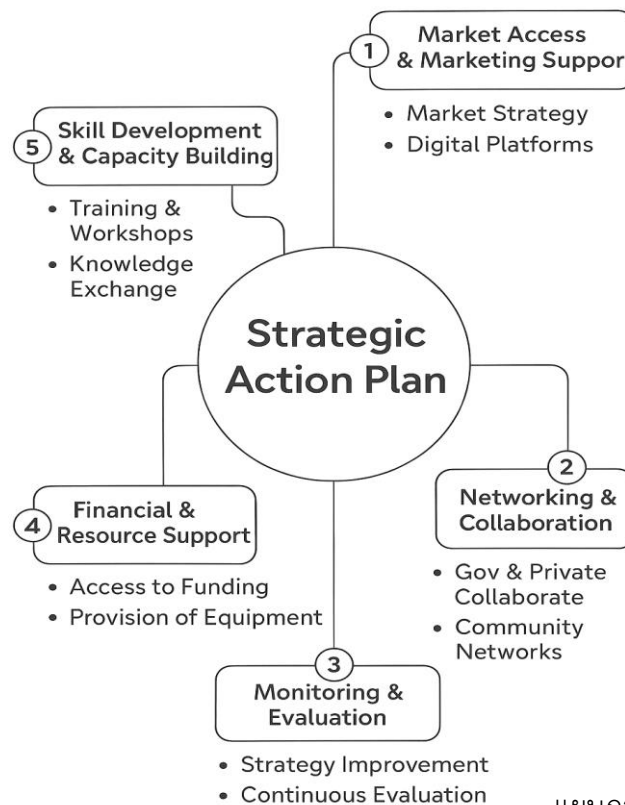 1
Market Access
& Marketing Support
• Market Strategy
• Digital Platforms
5
Skill Development
& Capacity Building
• Training &
Workshops
• Knowledge
Exchange
Strategic
Action Plan
2
Networking &
Collaboration
• Gov & Private
Collaborate
• Community
Networks
4
Financial &
Resource Support
• Access to Funding
• Provision of Equipment
3
Monitoring &
Evaluation
• Strategy Improvement
• Continuous Evaluation